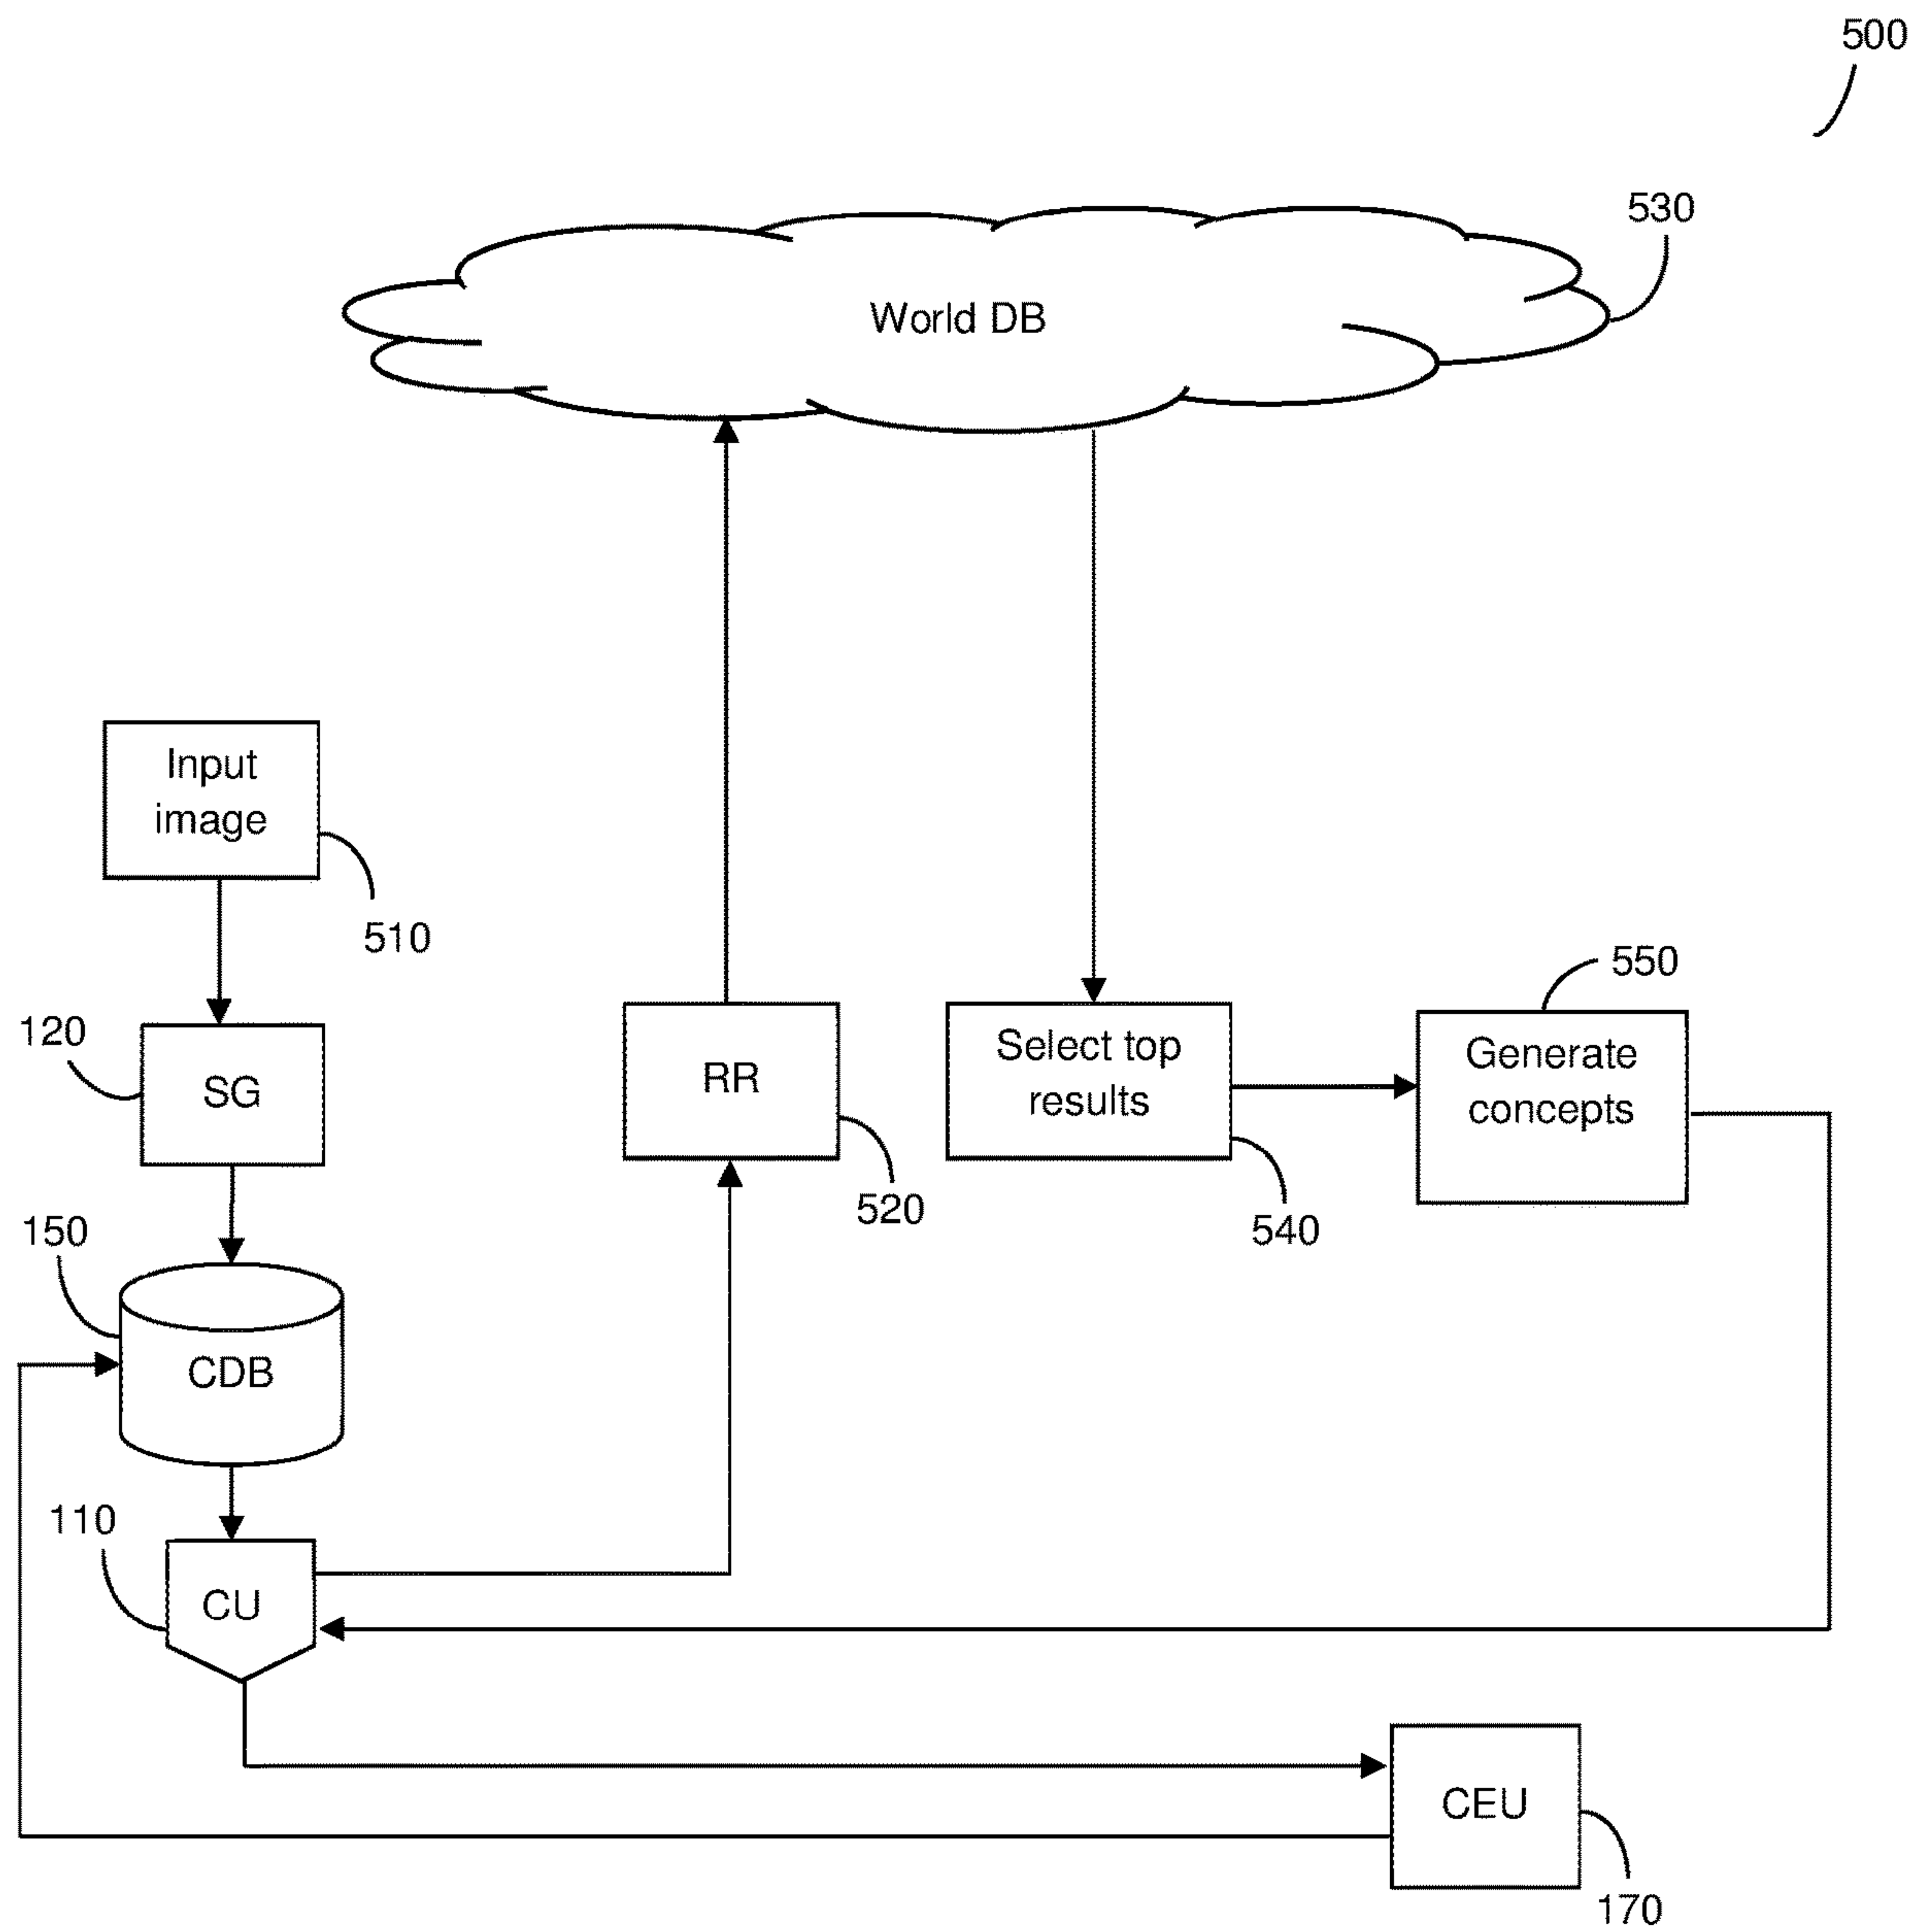 500
530
World DB
Input
image
510
550
120
SG
RR
Select top
results
Generate
concepts
520
540
150
CDB
110
CU
CEU
170